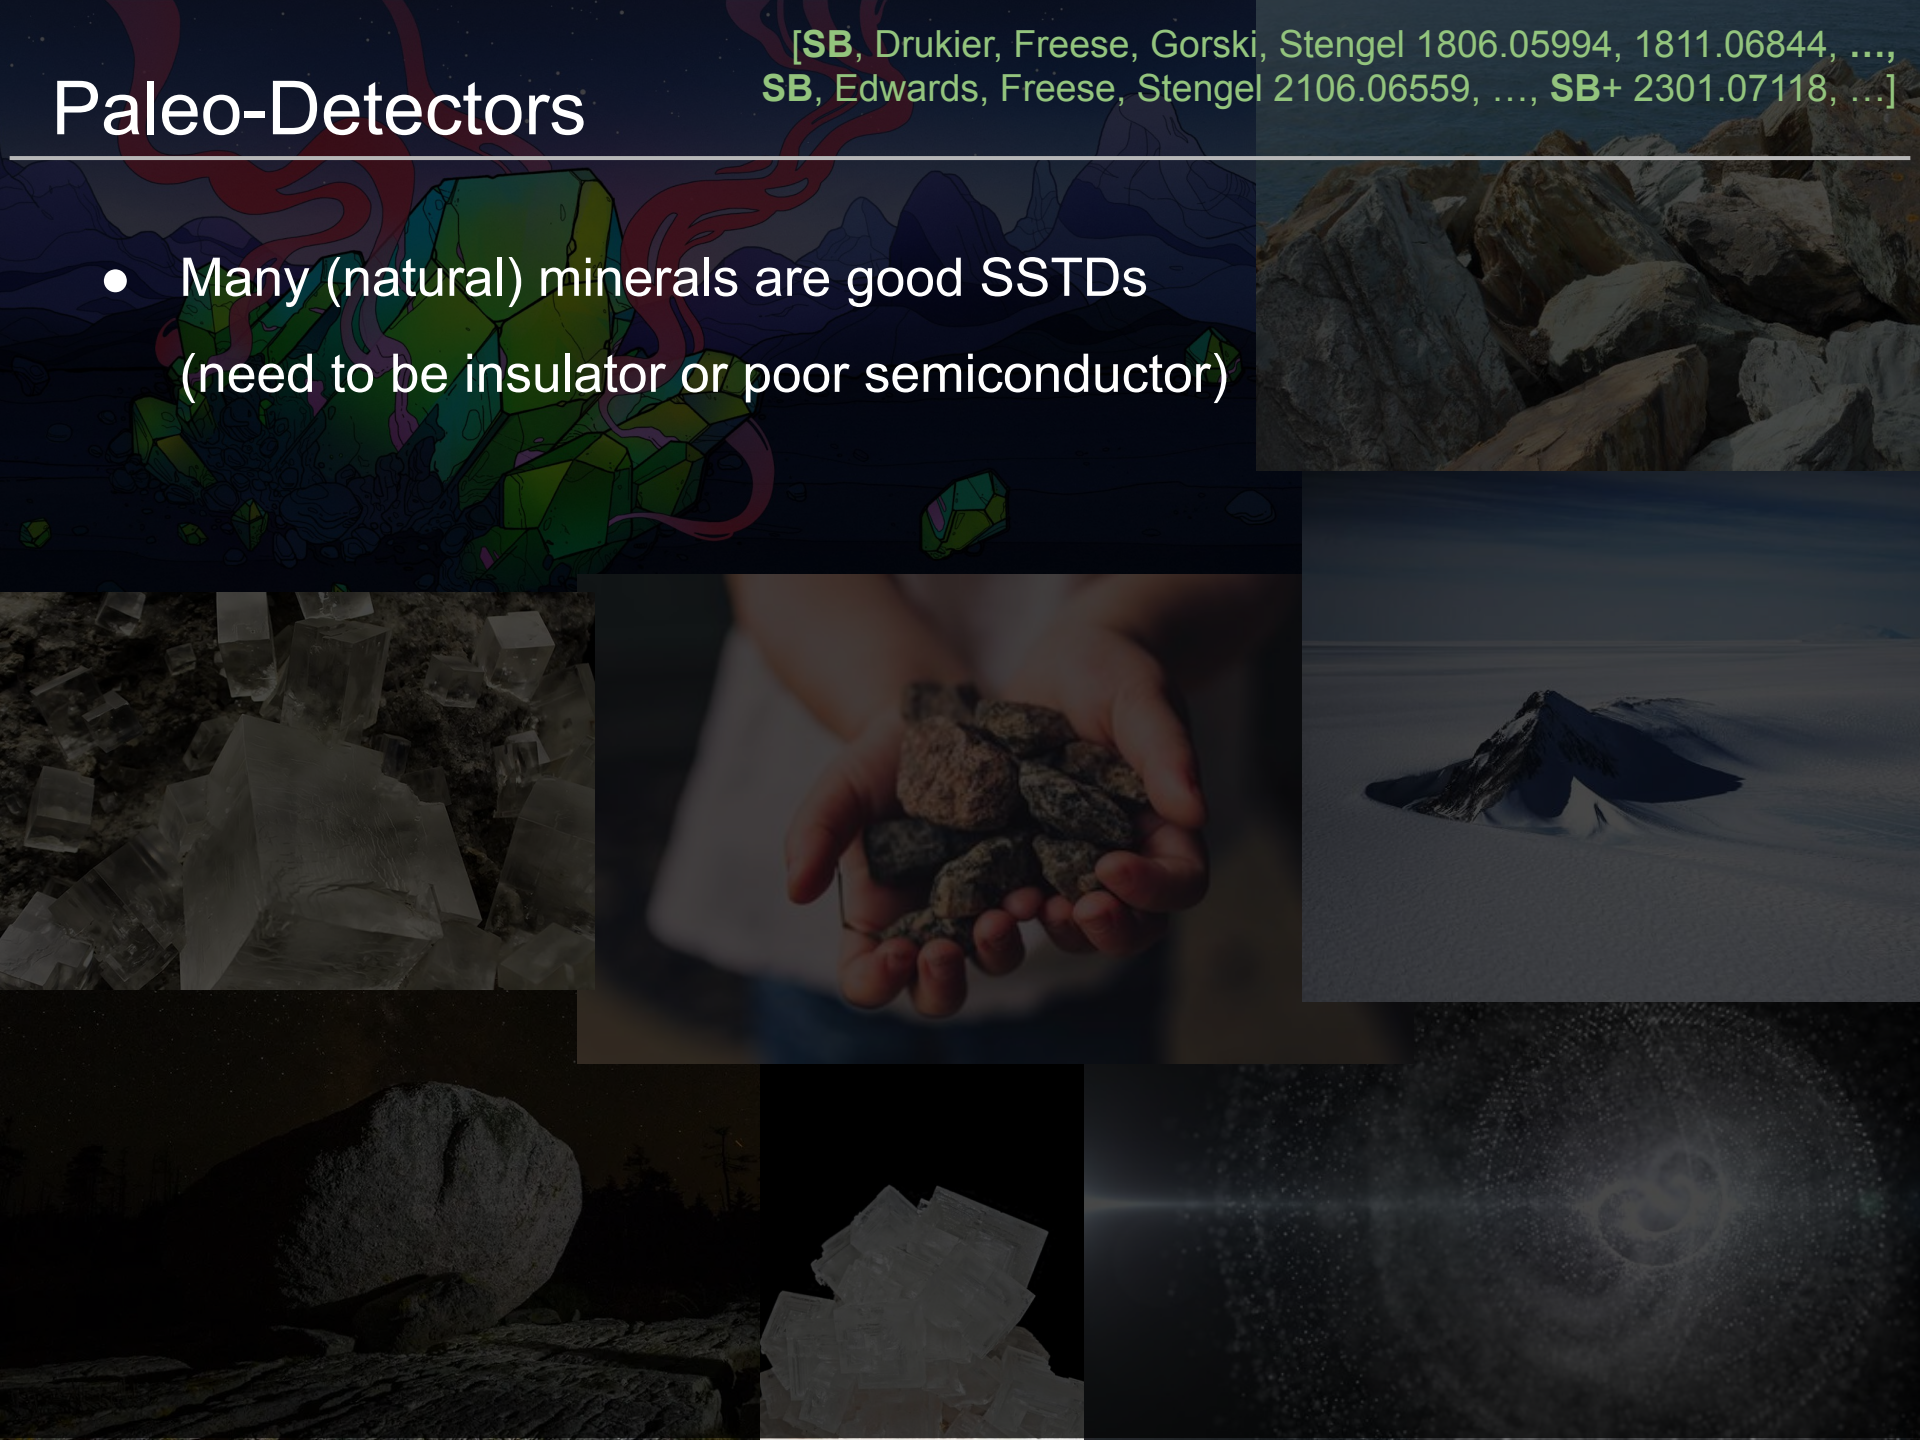 [SB, Drukier, Freese, Gorski, Stengel 1806.05994, 1811.06844, …,
SB, Edwards, Freese, Stengel 2106.06559, …, SB+ 2301.07118, …]
Paleo-Detectors
● Many (natural) minerals are good SSTDs
(need to be insulator or poor semiconductor)